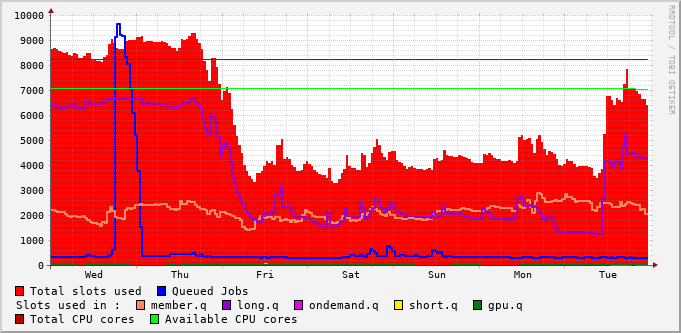 RRDTOOL / TOBI OETIKER
10000
9000
8000
7000
6000
5000
4000
3000
2000
1000
0
Wed Thu Fri Sat Sun Mon Tue
Total slots used Queued Jobs
Slots used in : member.q long.q ondemand.q short.q gpu.q
Total CPU cores Available CPU cores